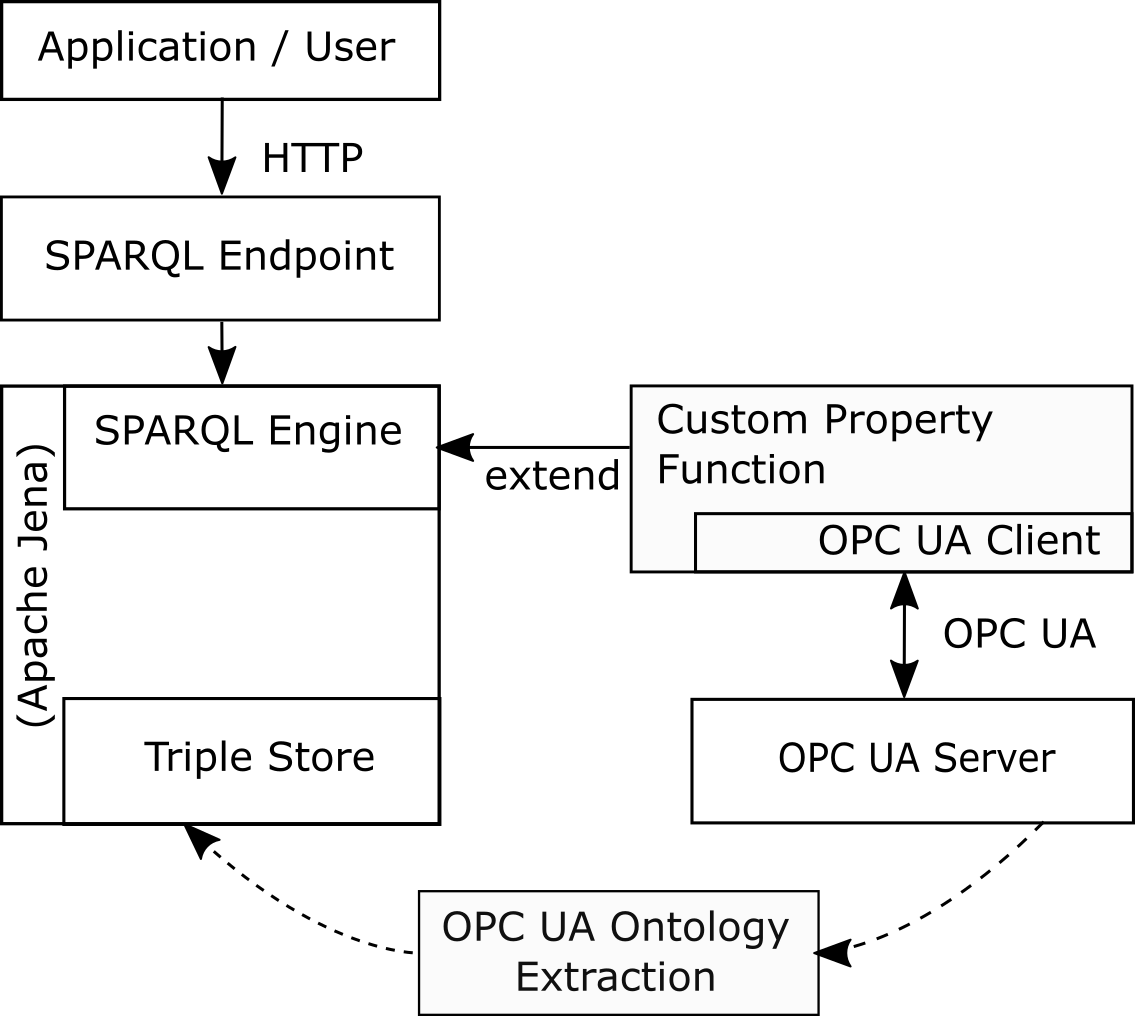 Application / User
HTTP
SPARQL Endpoint
(Apache Jena)
SPARQL Engine
extend
Custom Property
Function
OPC UA Client
OPC UA
Triple Store
OPC UA Server
OPC UA Ontology
Extraction